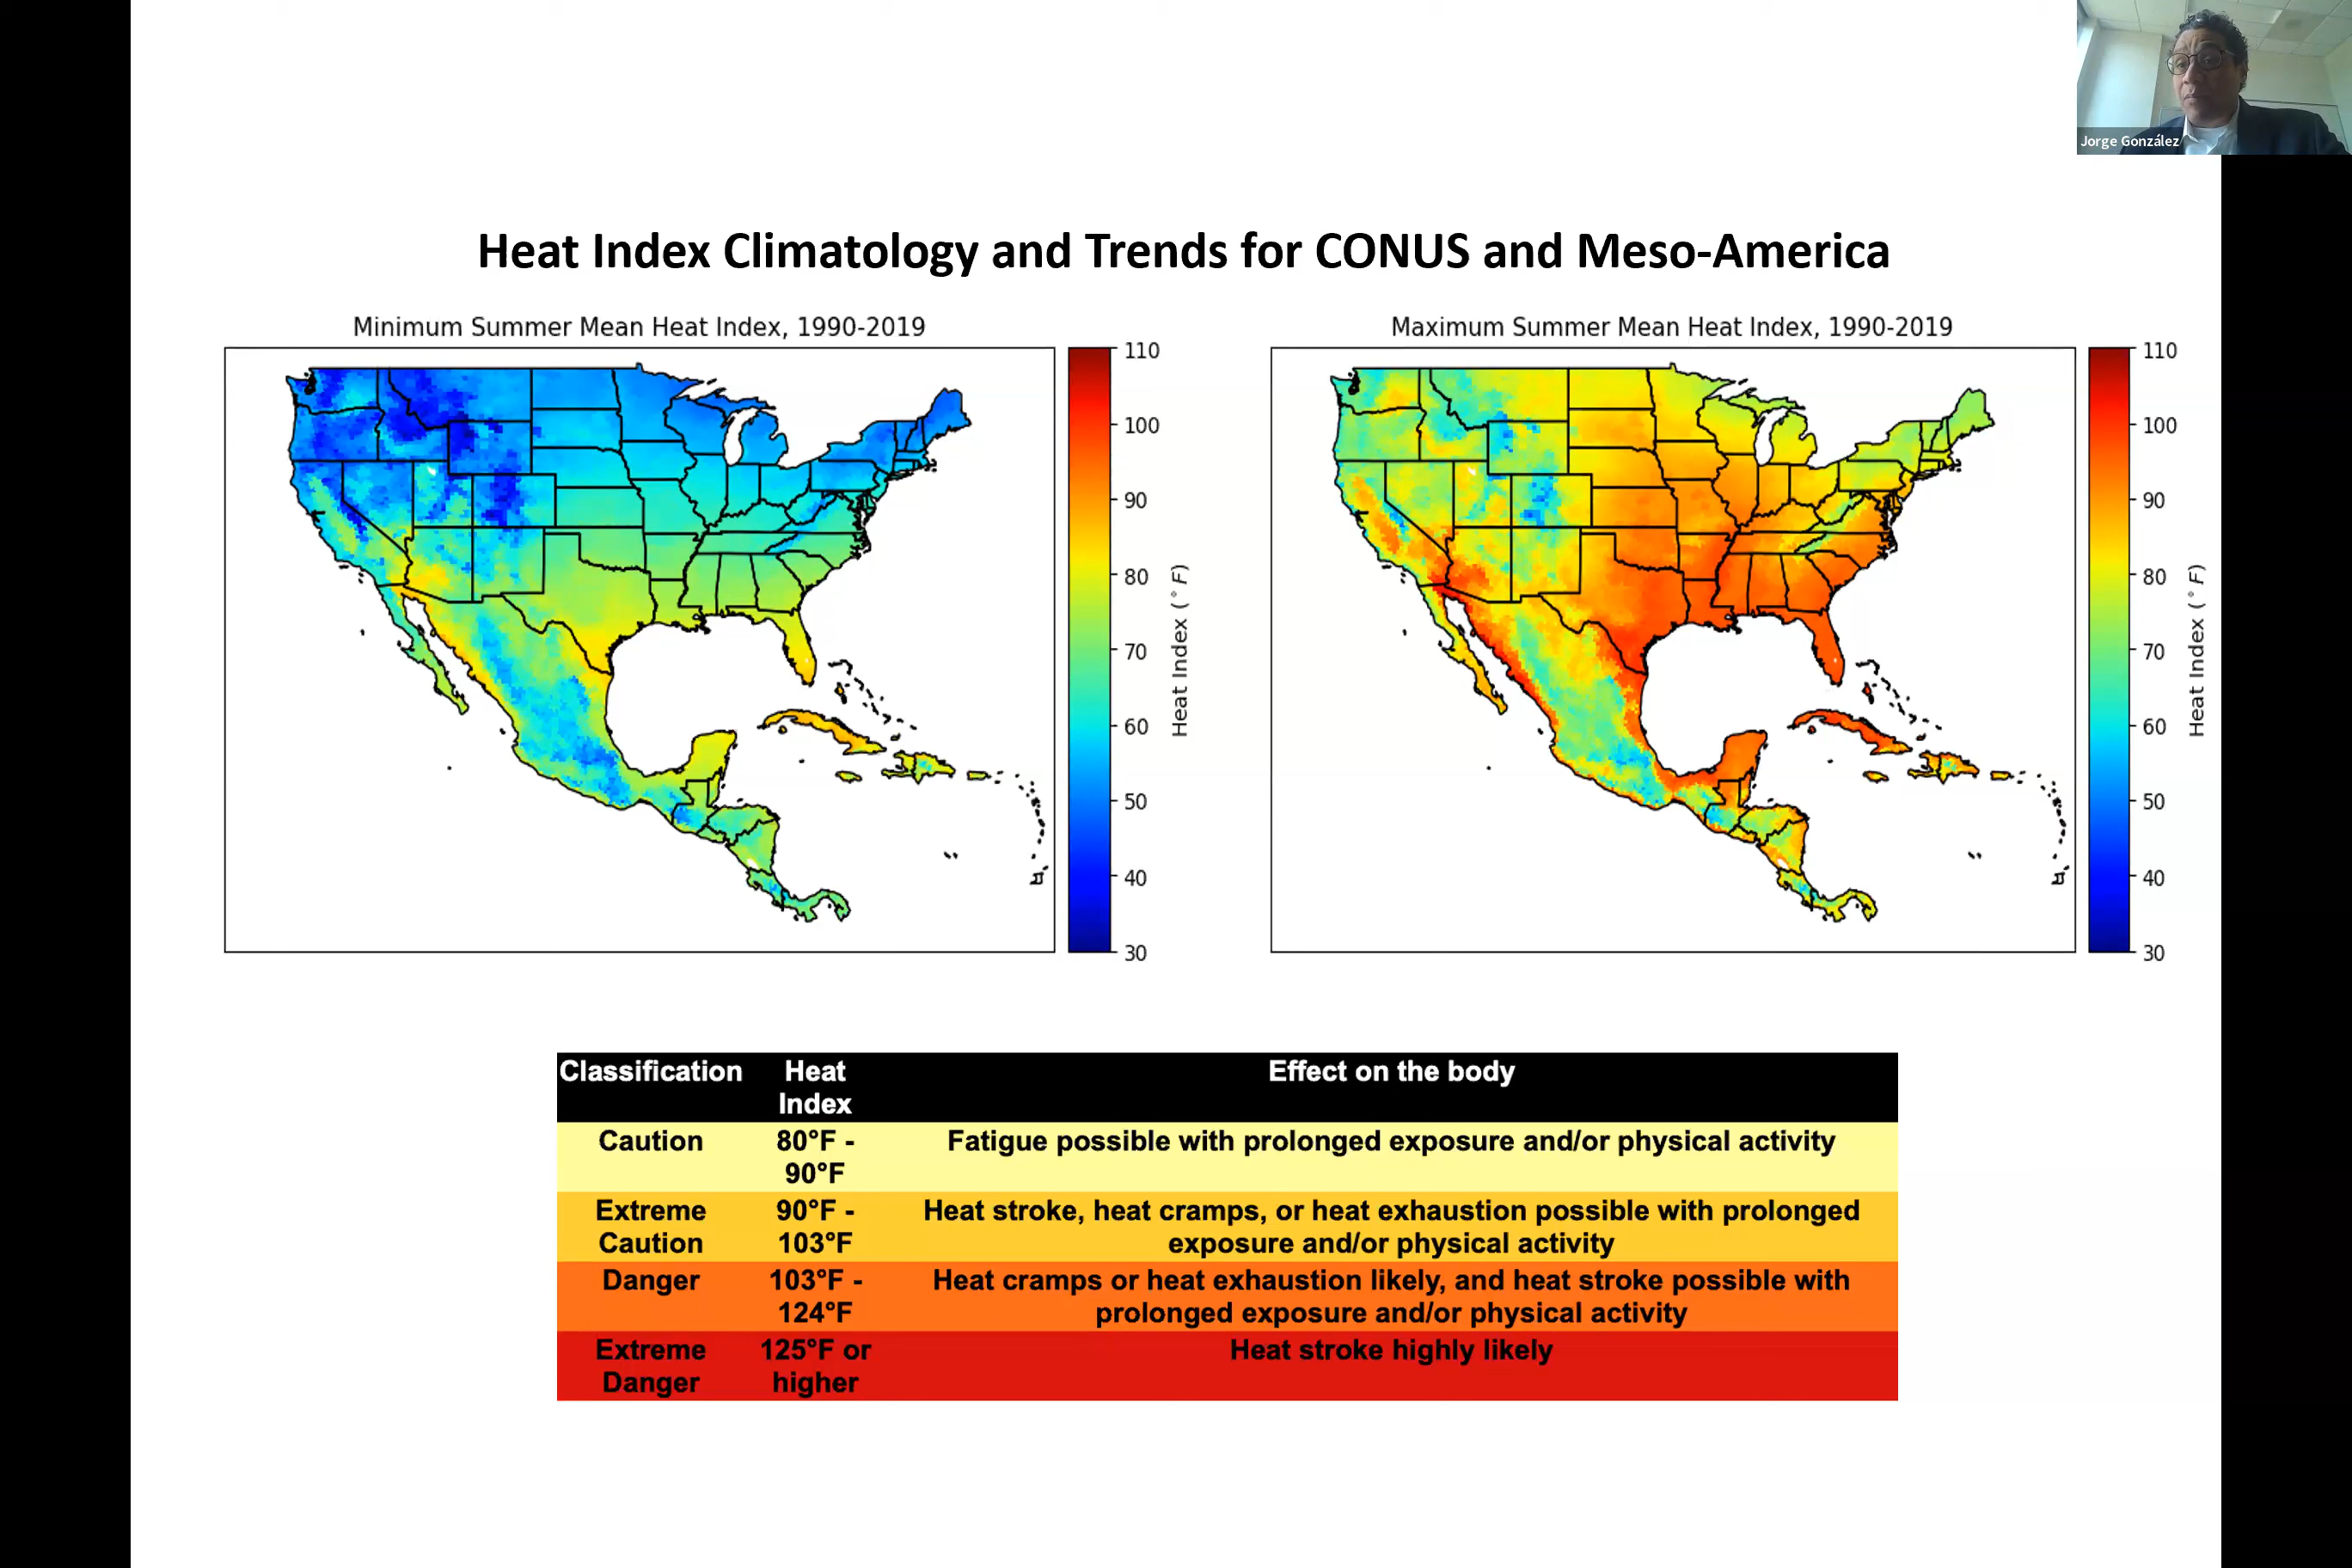 Jorge González
Heat Index Climatology and Trends for CONUS and Meso-America
Minimum Summer Mean Heat Index, 1990-2019
110
100
90
80
70
60
50
40
30
Heat Index (°F)
Maximum Summer Mean Heat Index, 1990-2019
110
100
90
80
70
60
50
40
30
Heat Index (°F)
Classification
Heat
Index
Effect on the body
Caution
80°F -
90°F
Fatigue possible with prolonged exposure and/or physical activity
Extreme
Caution
90°F -
103°F
Heat stroke, heat cramps, or heat exhaustion possible with prolonged
exposure and/or physical activity
Danger
103°F -
124°F
Heat cramps or heat exhaustion likely, and heat stroke possible with
prolonged exposure and/or physical activity
Extreme
Danger
125°F or
higher
Heat stroke highly likely